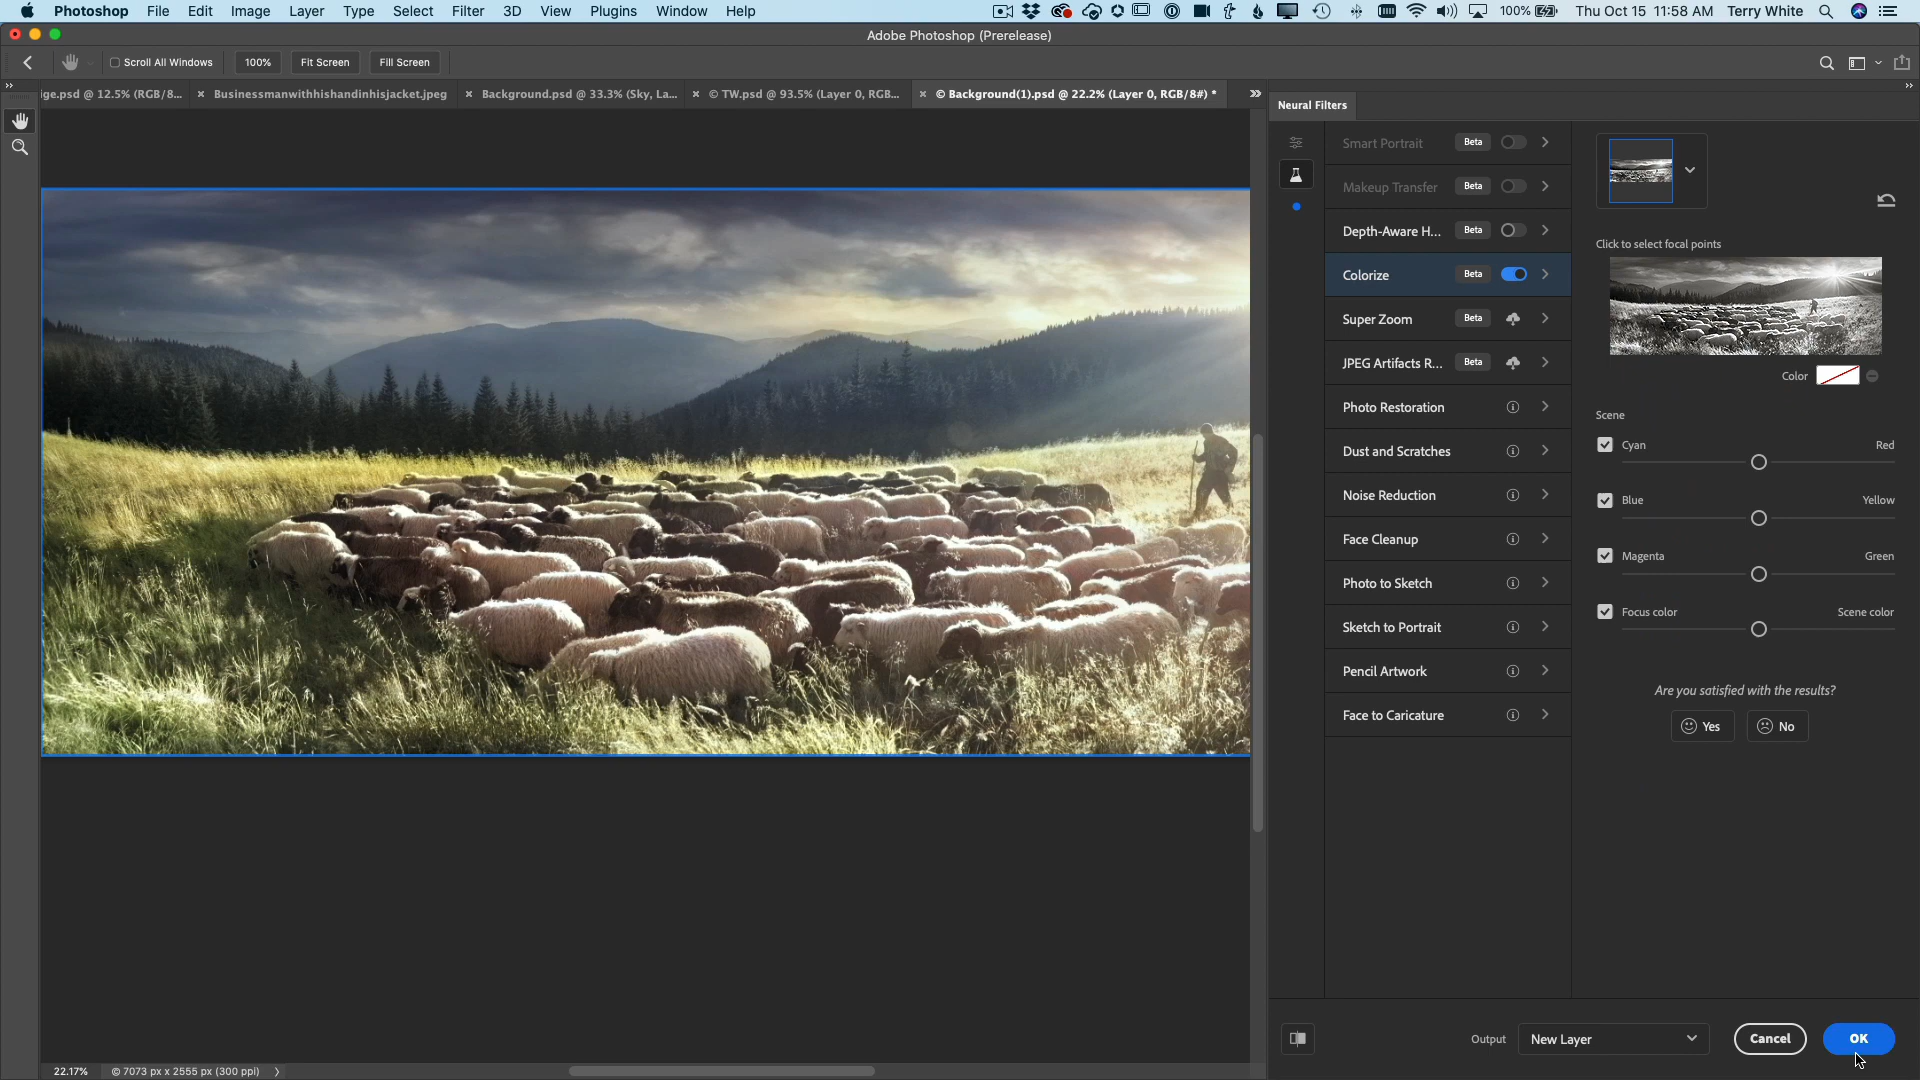 Photoshop File Edit Image Layer Type Select Filter 3D View Plugins Window Help 100% Thu Oct 15 11:58 AM Terry White
Adobe Photoshop (Prerelease)
Scroll All Windows 100% Fit Screen Fill Screen
ige.psd @ 12.5% (RGB/8... × Businessmanwithhishandinhisjacket.jpeg × Background.psd @ 33.3% (Sky, La... × © TW.psd @ 93.5% (Layer 0, RGB... × © Background(1).psd @ 22.2% (Layer 0, RGB/8#) *
Neural Filters
Smart Portrait Beta
Makeup Transfer Beta
Depth-Aware H... Beta
Colorize Beta
Super Zoom Beta
JPEG Artifacts R... Beta
Photo Restoration
Dust and Scratches
Noise Reduction
Face Cleanup
Photo to Sketch
Sketch to Portrait
Pencil Artwork
Face to Caricature
Click to select focal points
Color
Scene
Cyan Red
Blue Yellow
Magenta Green
Focus color Scene color
Are you satisfied with the results?
Yes No
Output New Layer Cancel OK
22.17% © 7073 px x 2555 px (300 ppi)